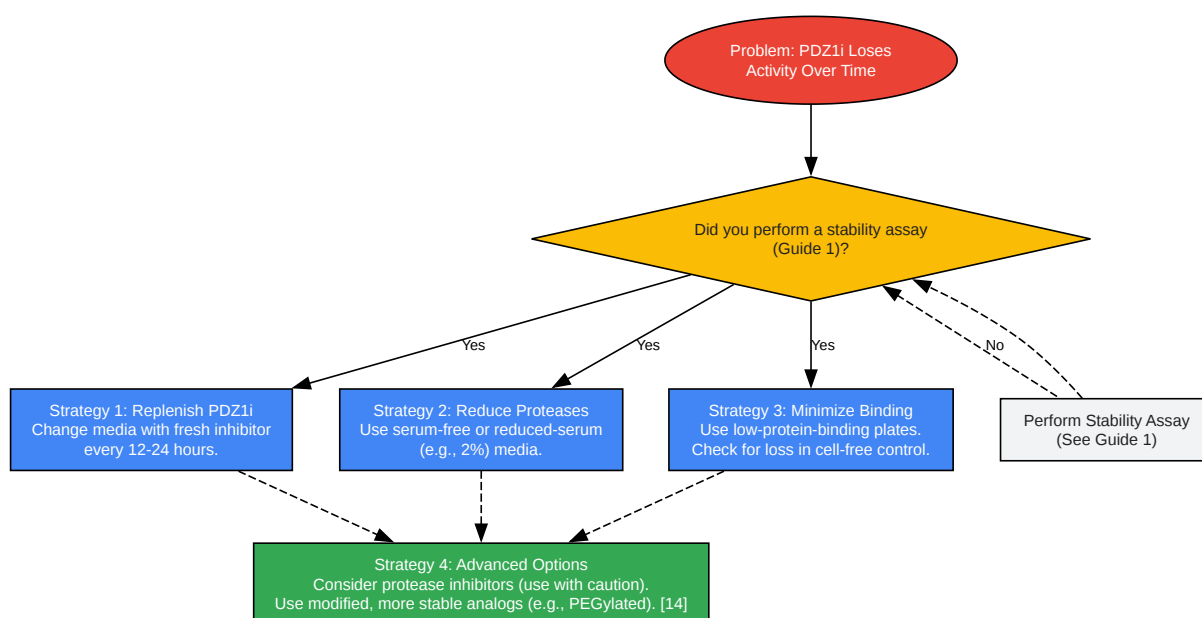 Problem: PDZ1i Loses
Activity Over Time
Did you perform a stability assay
(Guide 1)?
Yes
Yes
Yes
No
Strategy 1: Replenish PDZ1i
Change media with fresh inhibitor
every 12-24 hours.
Strategy 2: Reduce Proteases
Use serum-free or reduced-serum
(e.g., 2%) media.
Strategy 3: Minimize Binding
Use low-protein-binding plates.
Check for loss in cell-free control.
Perform Stability Assay
(See Guide 1)
Strategy 4: Advanced Options
Consider protease inhibitors (use with caution).
Use modified, more stable analogs (e.g., PEGylated). [14]